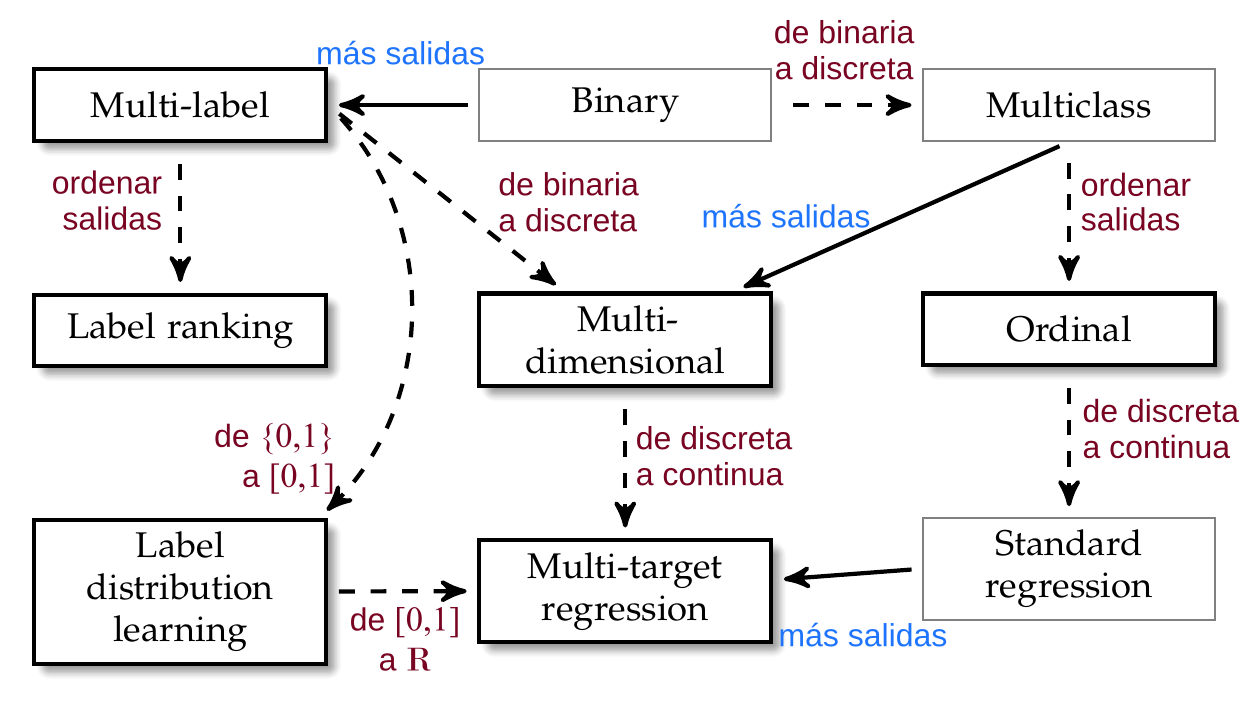 más salidas
de binaria
a discreta
Multi-label
Binary
Multiclass
ordenar
salidas
de binaria
a discreta
más salidas
ordenar
salidas
Label ranking
Multi-
dimensional
Ordinal
de {0,1}
a [0,1]
de discreta
a continua
de discreta
a continua
Label
distribution
learning
de [0,1]
a R
Multi-target
regression
Standard
regression
más salidas